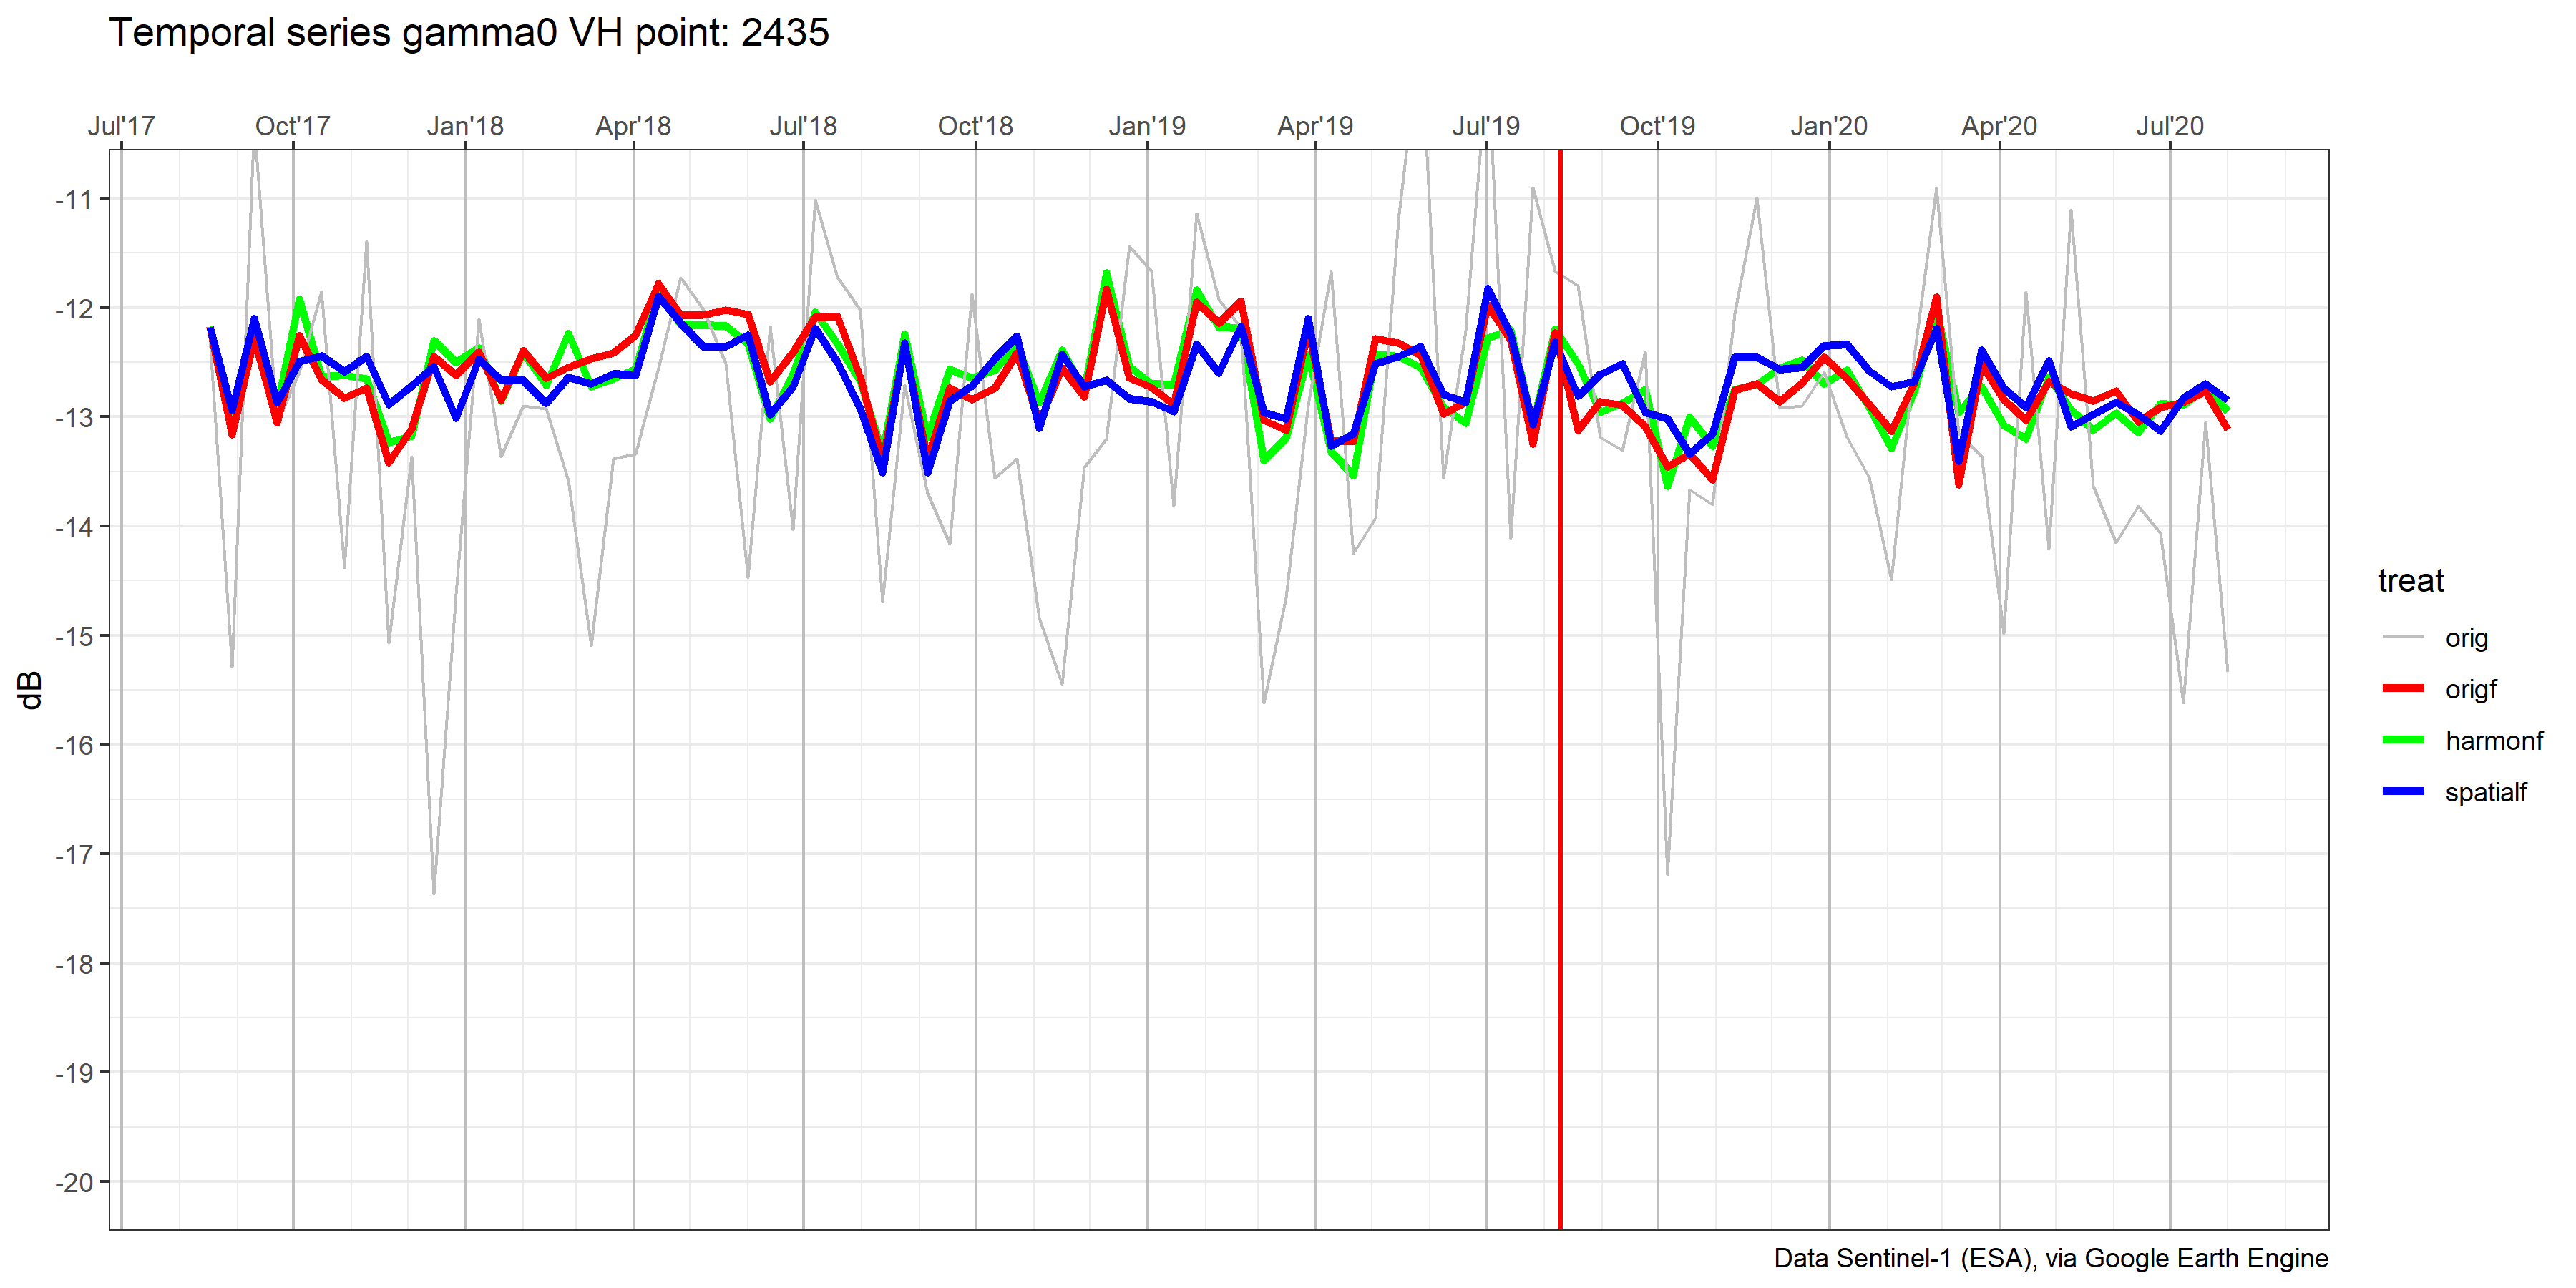 Temporal series gamma0 VH point: 2435
Jul'17 Oct'17 Jan'18 Apr'18 Jul'18 Oct'18 Jan'19 Apr'19 Jul'19 Oct'19 Jan'20 Apr'20 Jul'20
-11
-12
-13
-14
-15
-16
-17
-18
-19
-20
dB
treat
orig
origf
harmonf
spatialf
Data Sentinel-1 (ESA), via Google Earth Engine